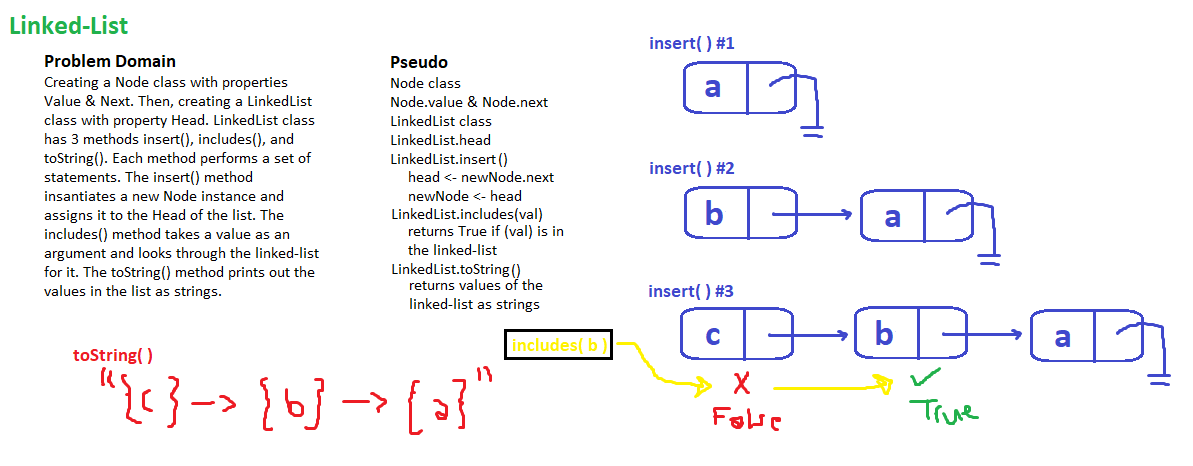 Linked-List
Problem Domain
Creating a Node class with properties
Value & Next. Then, creating a LinkedList
class with property Head. LinkedList class
has 3 methods insert(), includes(), and
toString(). Each method performs a set of
statements. The insert() method
insantiates a new Node instance and
assigns it to the Head of the list. The
includes() method takes a value as an
argument and looks through the linked-list
for it. The toString() method prints out the
values in the list as strings.
Pseudo
Node class
Node.value & Node.next
LinkedList class
LinkedList.head
LinkedList.insert()
head <- newNode.next
newNode <- head
LinkedList.includes(val)
returns True if (val) is in
the linked-list
LinkedList.toString()
returns values of the
linked-list as strings
insert( ) #1
a
insert( ) #2
b a
insert( ) #3
c b a
includes( b )
X ✓
False True
toString( )
"{c} -> {b} -> {a}"